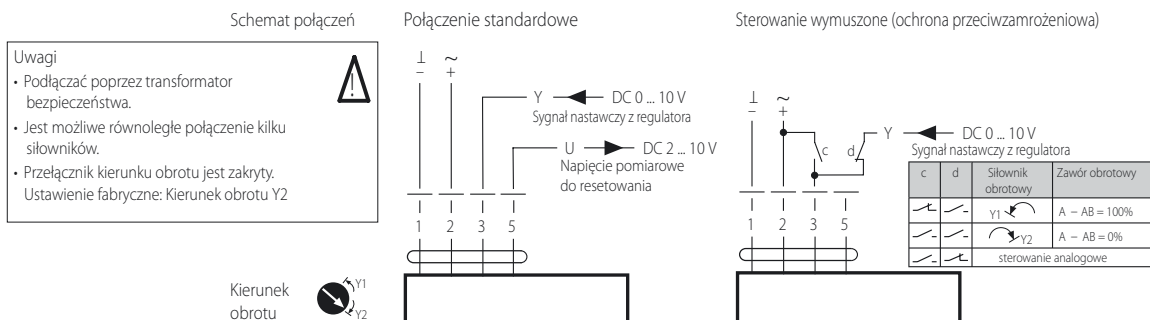 Schemat połączeń
Połączenie standardowe
Sterowanie wymuszone (ochrona przeciwzamrożeniowa)
Uwagi
• Podłączać poprzez transformator
bezpieczeństwa.
• Jest możliwe równoległe połączenie kilku
siłowników.
• Przełącznik kierunku obrotu jest zakryty.
Ustawienie fabryczne: Kierunek obrotu Y2
⊥ ~
– +
Y DC 0 ... 10 V
Sygnał nastawczy z regulatora
U DC 2 ... 10 V
Napięcie pomiarowe
do resetowania
1 2 3 5
⊥ ~
– +
c d Y DC 0 ... 10 V
Sygnał nastawczy z regulatora
1 2 3 5
c d Siłownik obrotowy Zawór obrotowy
Y1 A – AB = 100%
Y2 A – AB = 0%
sterowanie analogowe
Kierunek
obrotu
Y1
Y2